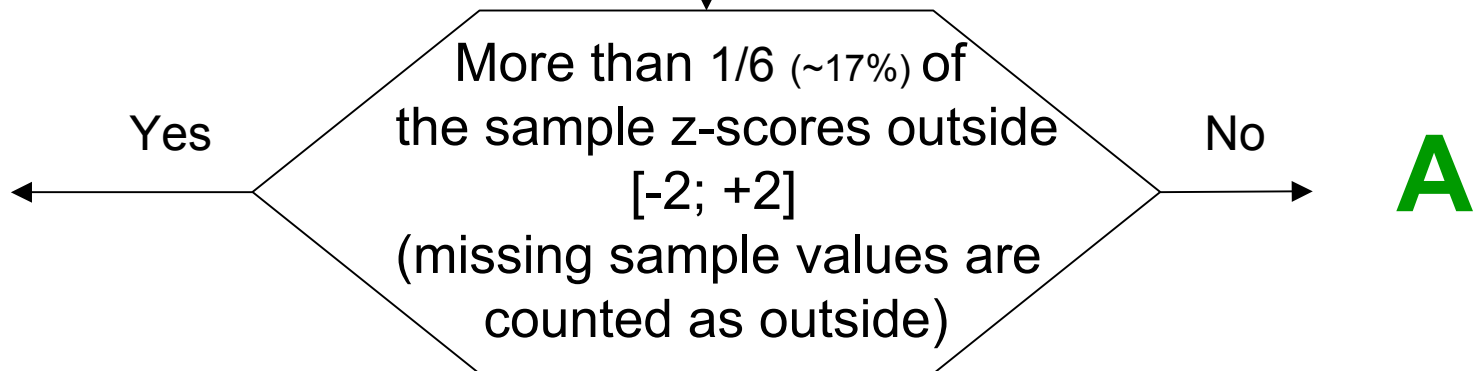 More than 1/6 (~17%) of
the sample z-scores outside
[-2; +2]
(missing sample values are
counted as outside)
Yes
No
A